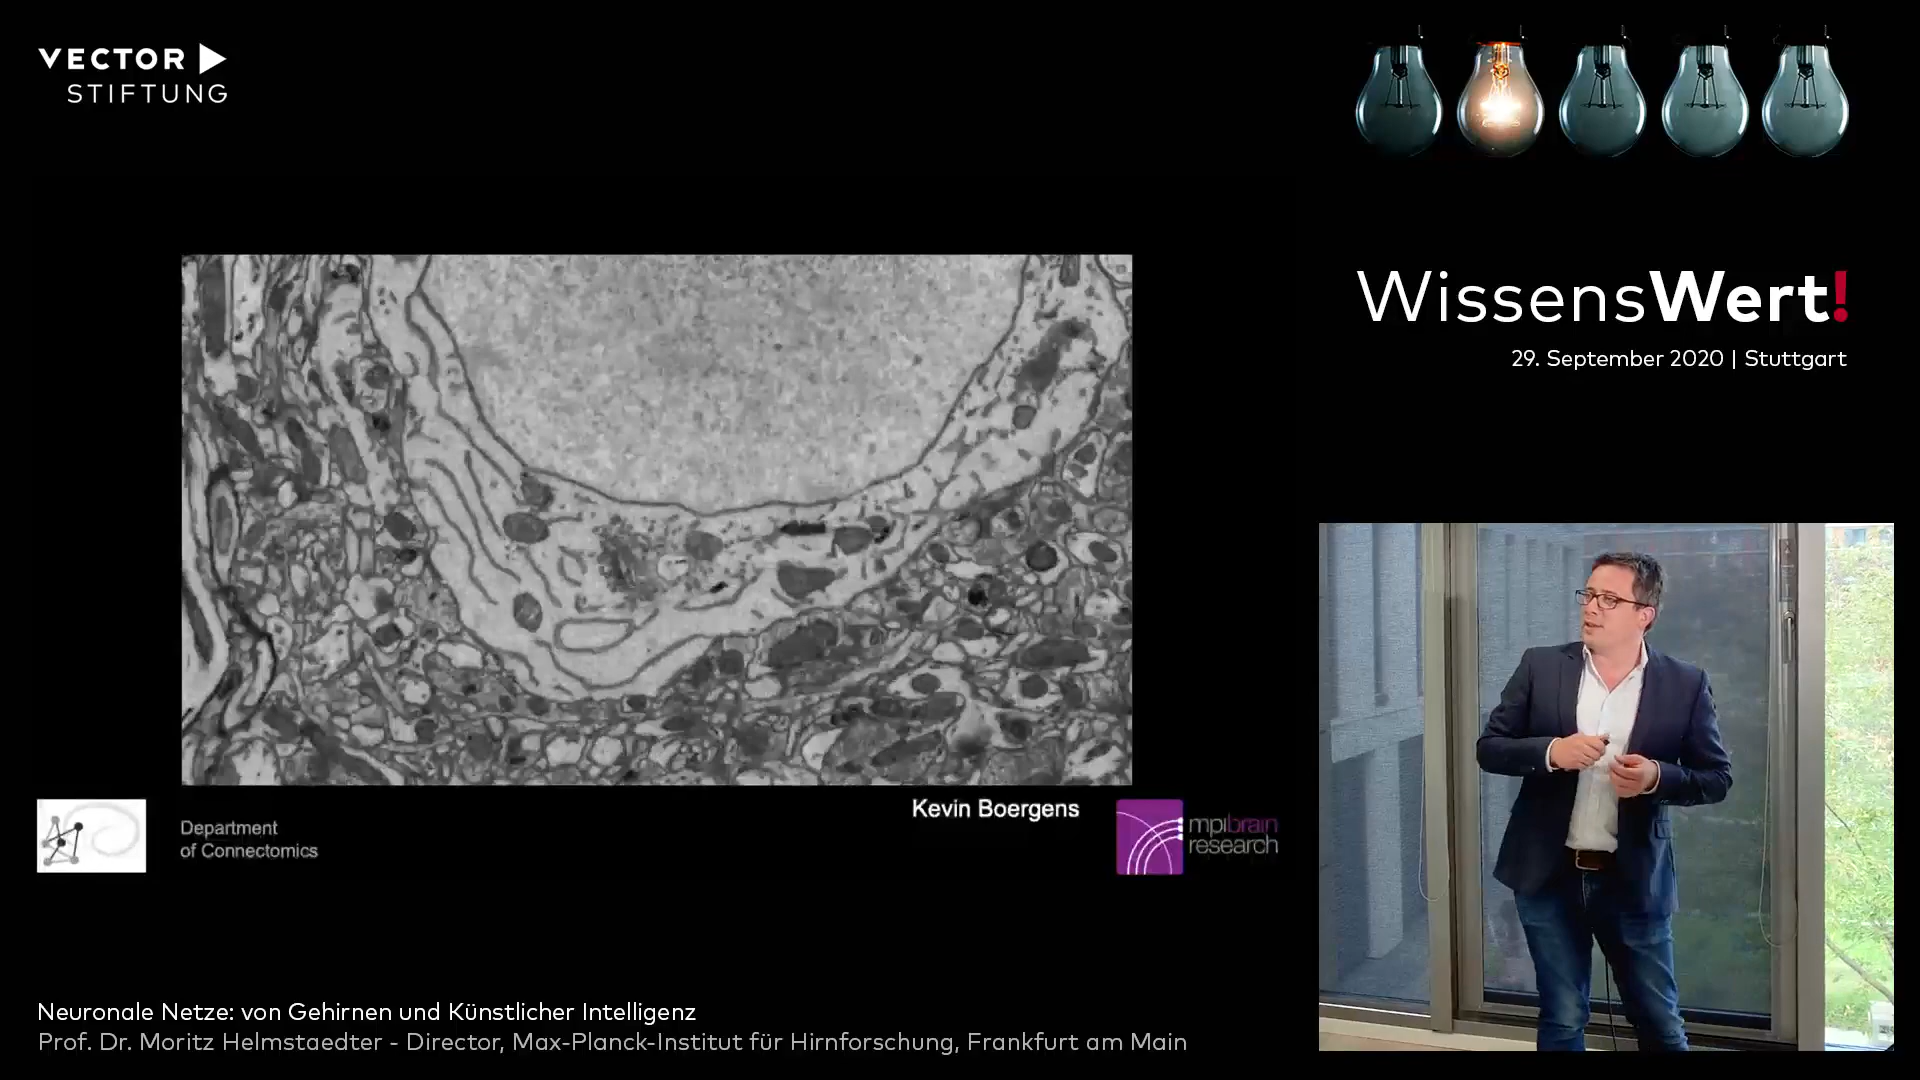 VECTOR
STIFTUNG
WissensWert!
29. September 2020 | Stuttgart
Kevin Boergens
Department
of Connectomics
mpibrain
research
Neuronale Netze: von Gehirnen und Künstlicher Intelligenz
Prof. Dr. Moritz Helmstaedter - Director, Max-Planck-Institut für Hirnforschung, Frankfurt am Main